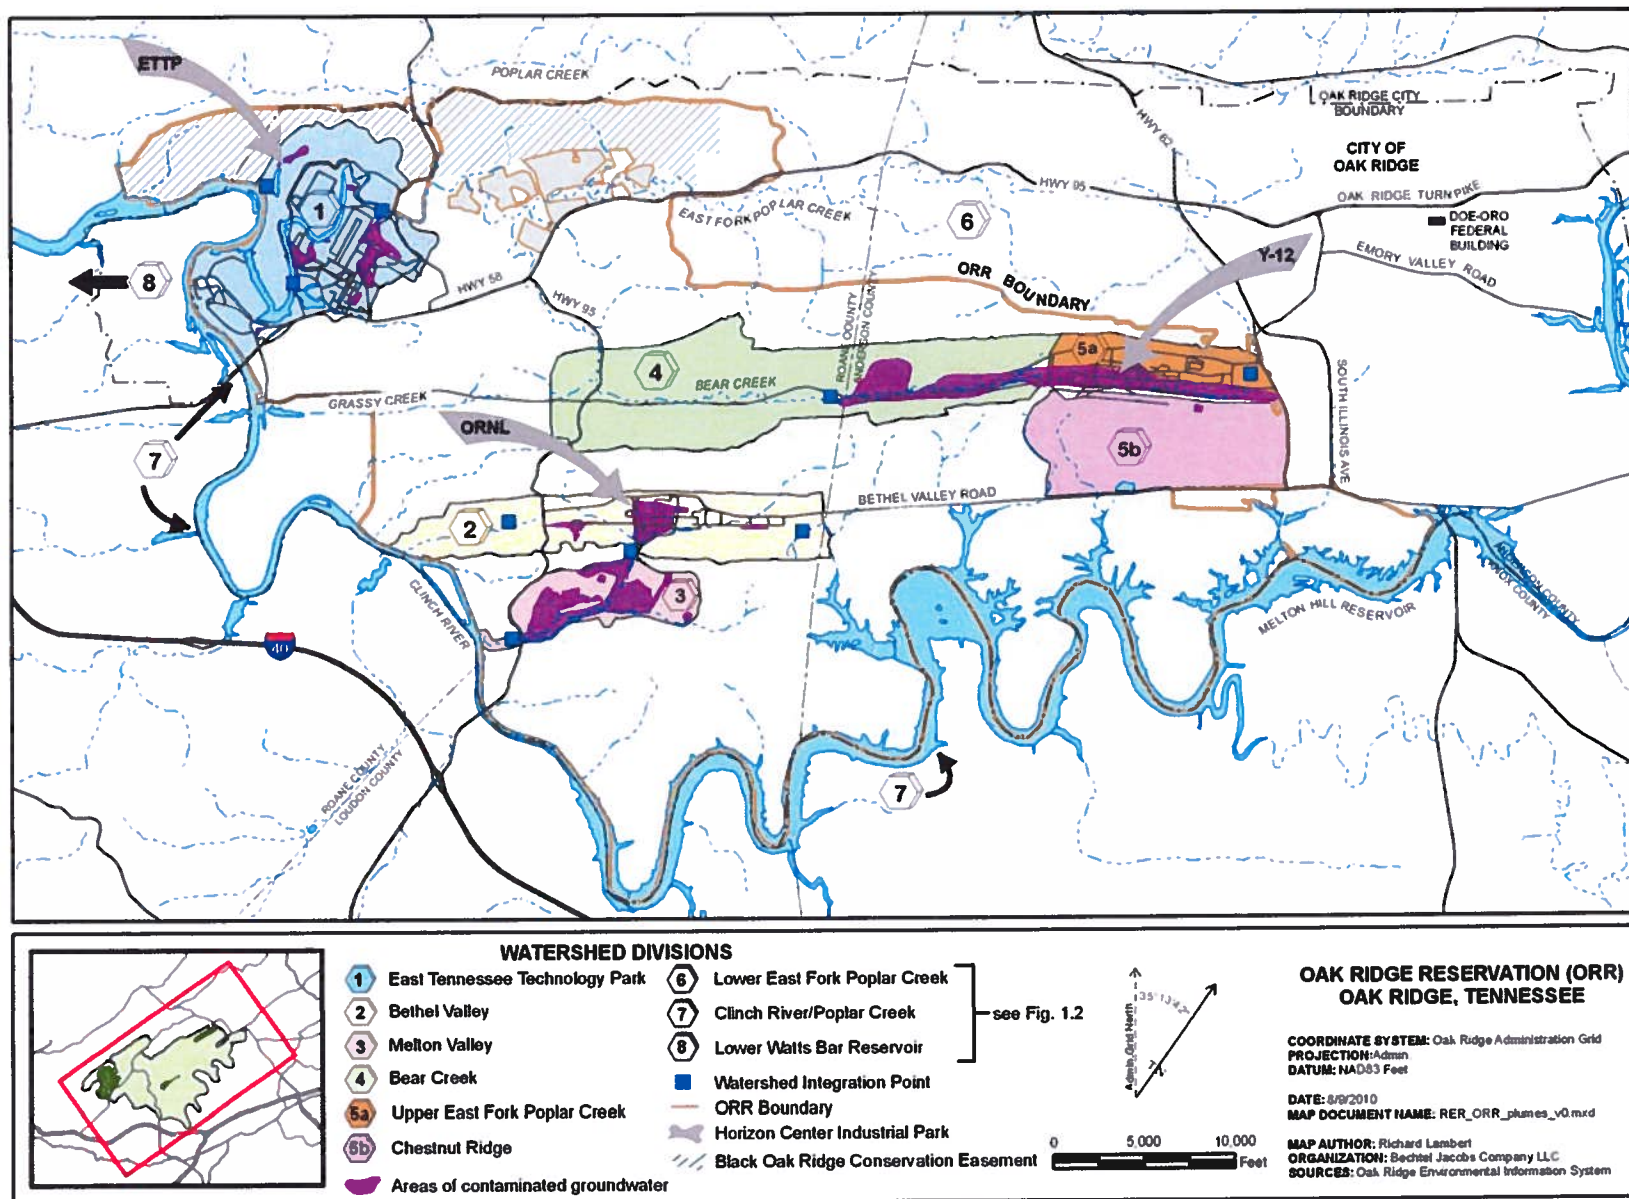 ETTP
POPLAR CREEK
OAK RIDGE CITY
BOUNDARY
HWY 62
CITY OF
OAK RIDGE
HWY 95
OAK RIDGE TURNPIKE
1
EAST FORK POPLAR CREEK
6
DOE-ORO
FEDERAL
BUILDING
Y-12
EMORY VALLEY ROAD
8
HWY 58
HWY 95
ORR BOUNDARY
ROANE COUNTY
ANDERSON COUNTY
4
BEAR CREEK
5a
SOUTH ILLINOIS AVE
GRASSY CREEK
ORNL
7
5b
BETHEL VALLEY ROAD
2
3
CLINCH RIVER
MELTON HILL RESERVOIR
ANDERSON COUNTY
KNOX COUNTY
40
ROANE COUNTY
LOUDON COUNTY
7
WATERSHED DIVISIONS
1 East Tennessee Technology Park
2 Bethel Valley
3 Melton Valley
4 Bear Creek
5a Upper East Fork Poplar Creek
5b Chestnut Ridge
Areas of contaminated groundwater
6 Lower East Fork Poplar Creek
7 Clinch River/Poplar Creek
8 Lower Watts Bar Reservoir
see Fig. 1.2
Watershed Integration Point
ORR Boundary
Horizon Center Industrial Park
Black Oak Ridge Conservation Easement
Admin Grid North
35°13'42"
N
0 5,000 10,000
Feet
OAK RIDGE RESERVATION (ORR)
OAK RIDGE, TENNESSEE
COORDINATE SYSTEM: Oak Ridge Administration Grid
PROJECTION: Admin
DATUM: NAD83 Feet
DATE: 8/9/2010
MAP DOCUMENT NAME: RER_ORR_plumes_v0.mxd
MAP AUTHOR: Richard Lambert
ORGANIZATION: Bechtel Jacobs Company LLC
SOURCES: Oak Ridge Environmental Information System